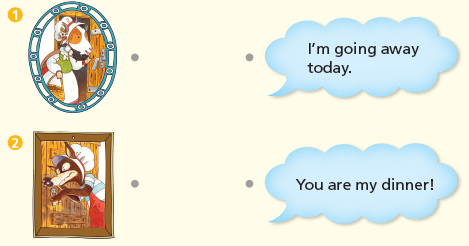 1
I'm going away
today.
2
You are my dinner!